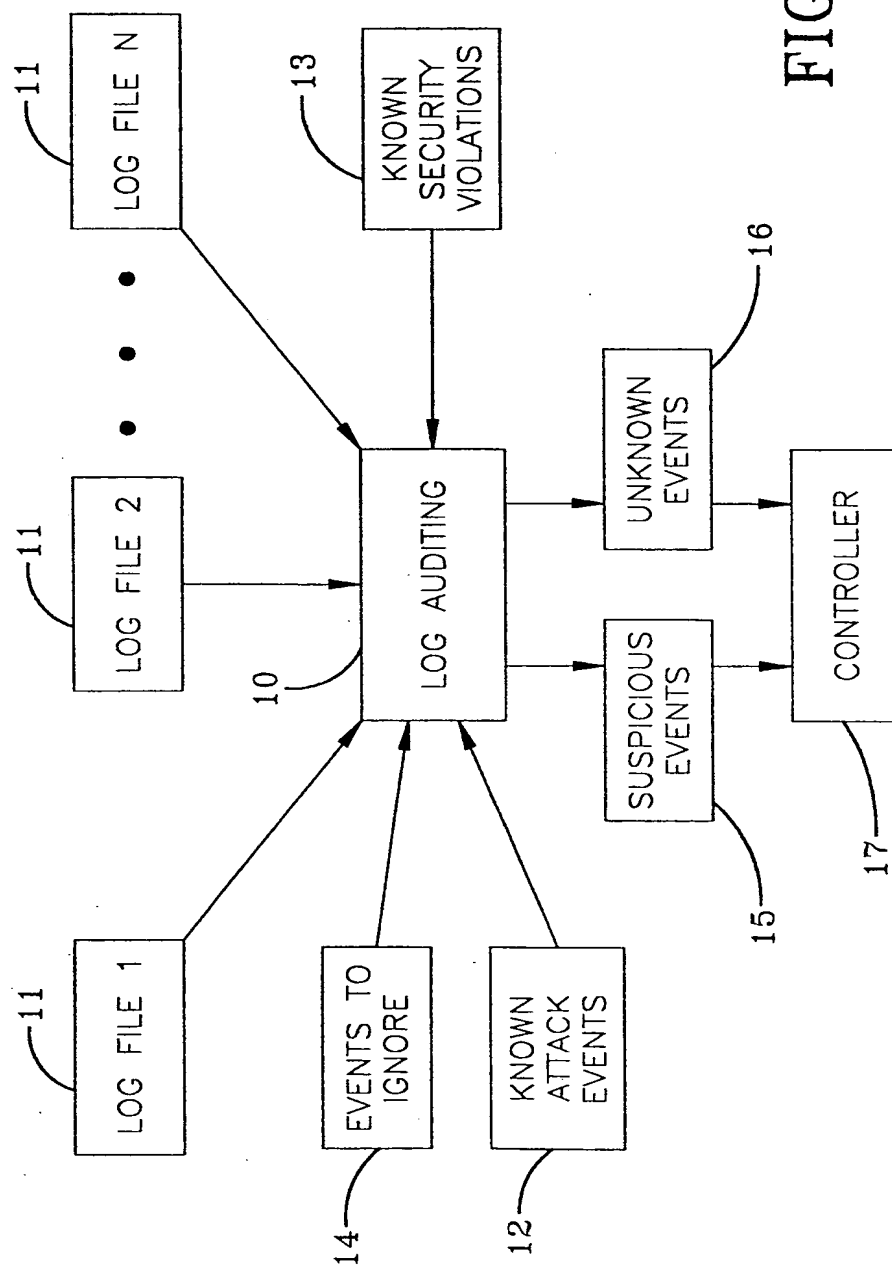 11
LOG FILE 1
11
LOG FILE 2
11
LOG FILE N
10
LOG AUDITING
14
EVENTS TO
IGNORE
12
KNOWN
ATTACK
EVENTS
13
KNOWN
SECURITY
VIOLATIONS
15
SUSPICIOUS
EVENTS
16
UNKNOWN
EVENTS
17
CONTROLLER
FIG